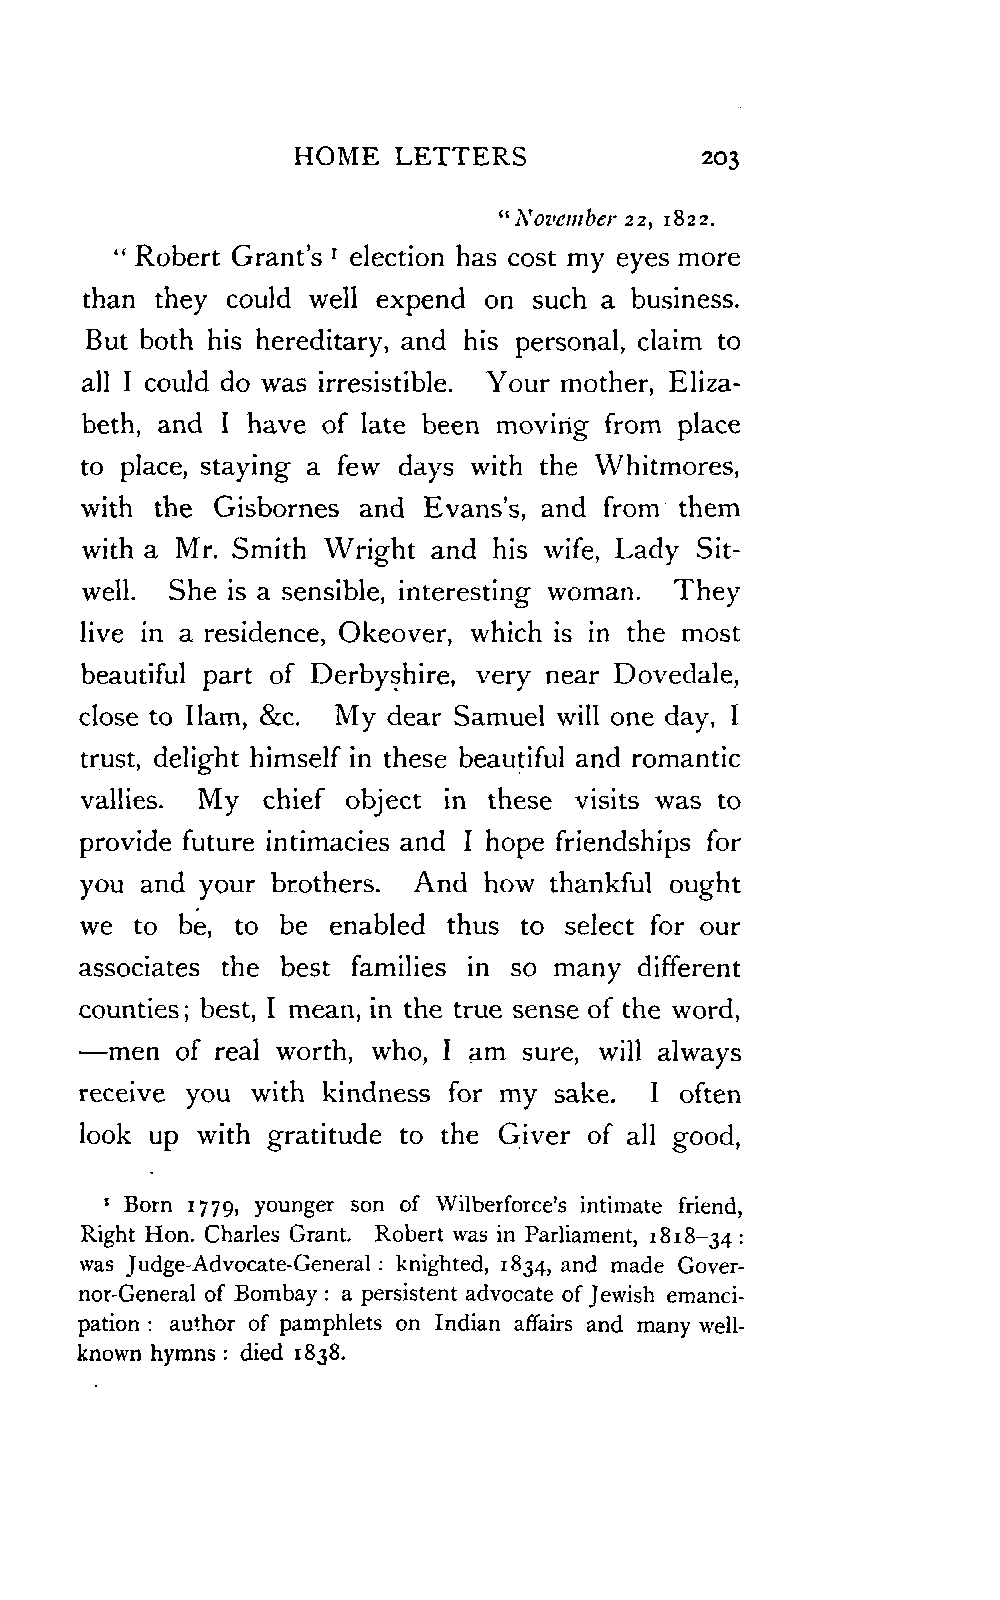 HOME LETTERS 203
"November 22, 1822.
"Robert Grant's ¹ election has cost my eyes more
than they could well expend on such a business.
But both his hereditary, and his personal, claim to
all I could do was irresistible. Your mother, Eliza-
beth, and I have of late been moving from place
to place, staying a few days with the Whitmores,
with the Gisbornes and Evans's, and from them
with a Mr. Smith Wright and his wife, Lady Sit-
well. She is a sensible, interesting woman. They
live in a residence, Okeover, which is in the most
beautiful part of Derbyshire, very near Dovedale,
close to Ilam, &c. My dear Samuel will one day, I
trust, delight himself in these beautiful and romantic
vallies. My chief object in these visits was to
provide future intimacies and I hope friendships for
you and your brothers. And how thankful ought
we to be, to be enabled thus to select for our
associates the best families in so many different
counties; best, I mean, in the true sense of the word,
—men of real worth, who, I am sure, will always
receive you with kindness for my sake. I often
look up with gratitude to the Giver of all good,
¹ Born 1779, younger son of Wilberforce's intimate friend,
Right Hon. Charles Grant. Robert was in Parliament, 1818–34 :
was Judge-Advocate-General : knighted, 1834, and made Gover-
nor-General of Bombay : a persistent advocate of Jewish emanci-
pation : author of pamphlets on Indian affairs and many well-
known hymns : died 1838.